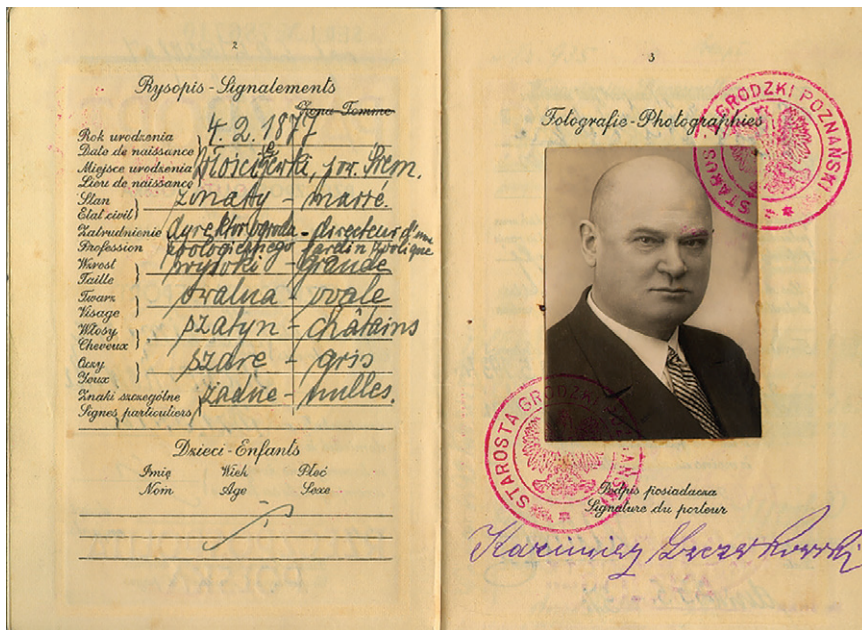 2
Rysopis - Signalements
Żona - Femme
Rok urodzenia
Date de naissance
4. 2. 1877
Miejsce urodzenia
Lieu de naissance
Włościejewki, pow. Śrem.
Stan
Etat civil
żonaty - marié.
Zatrudnienie
Profession
dyrektor ogrodu - directeur d'un
zoologicznego jardin zoologique
Wzrost
Taille
wysoki - grande
Twarz
Visage
owalna - ovale
Włosy
Cheveux
szatyn - châtains
Oczy
Yeux
szare - gris
Znaki szczególne
Signes particuliers
żadne - nulles.
Dzieci - Enfants
Imię Wiek Płeć
Nom Age Sexe
3
Fotografie - Photographies
STAROSTA GRODZKI POZNAŃSKI
STAROSTA GRODZKI POZNAŃSKI
Podpis posiadacza
Signature du porteur
Kazimierz Szczerkowski